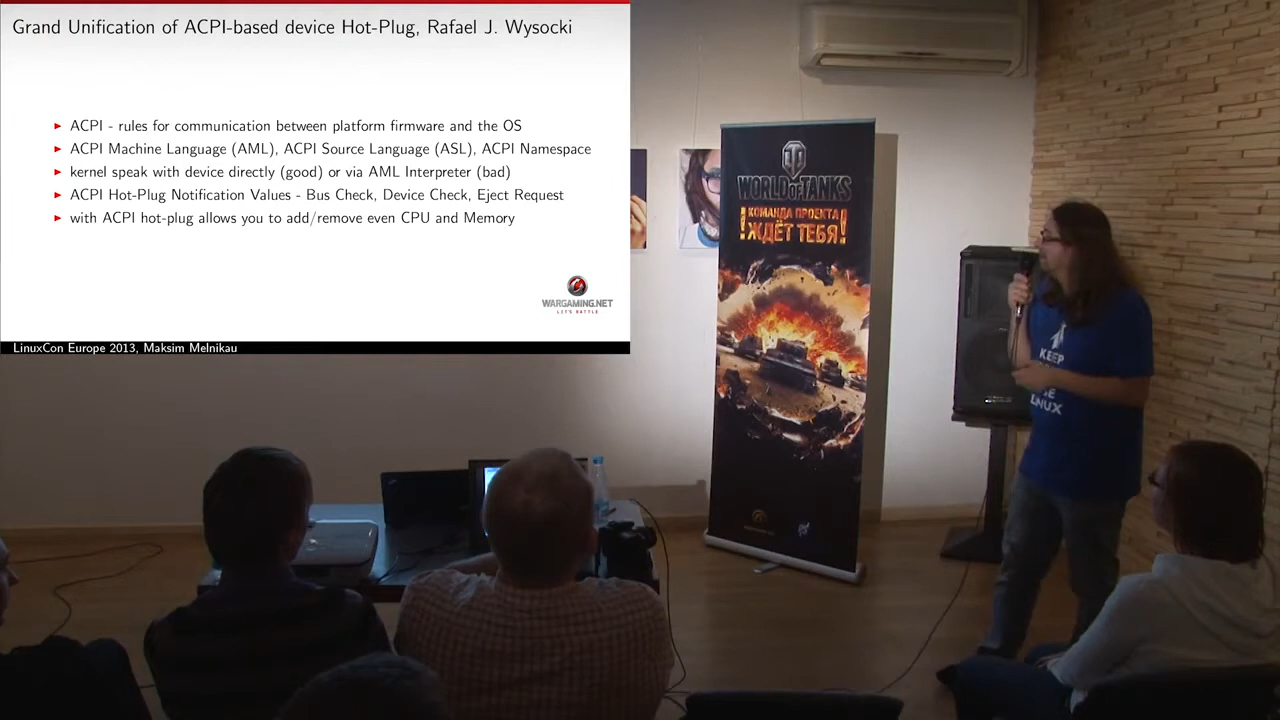 Grand Unification of ACPI-based device Hot-Plug, Rafael J. Wysocki
ACPI - rules for communication between platform firmware and the OS
ACPI Machine Language (AML), ACPI Source Language (ASL), ACPI Namespace
kernel speak with device directly (good) or via AML Interpreter (bad)
ACPI Hot-Plug Notification Values - Bus Check, Device Check, Eject Request
with ACPI hot-plug allows you to add/remove even CPU and Memory
WARGAMING.NET
LET'S BATTLE
LinuxCon Europe 2013, Maksim Melnikau
WORLD OF TANKS
КОМАНДА ПРОЕКТА
ЖДЁТ ТЕБЯ!
KEEP
LINUX